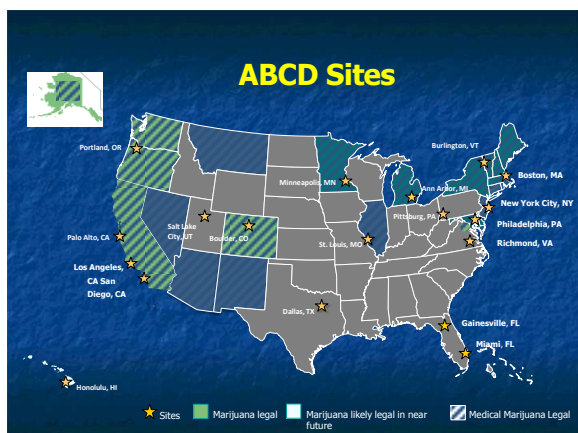 ABCD Sites
Portland, OR
Burlington, VT
Boston, MA
Minneapolis, MN
Ann Arbor, MI
New York City, NY
Pittsburg, PA
Philadelphia, PA
Salt Lake
City, UT
Boulder, CO
Palo Alto, CA
St. Louis, MO
Richmond, VA
Los Angeles,
CA San
Diego, CA
Dallas, TX
Gainesville, FL
Miami, FL
Honolulu, HI
Sites
Marijuana legal
Marijuana likely legal in near
future
Medical Marijuana Legal